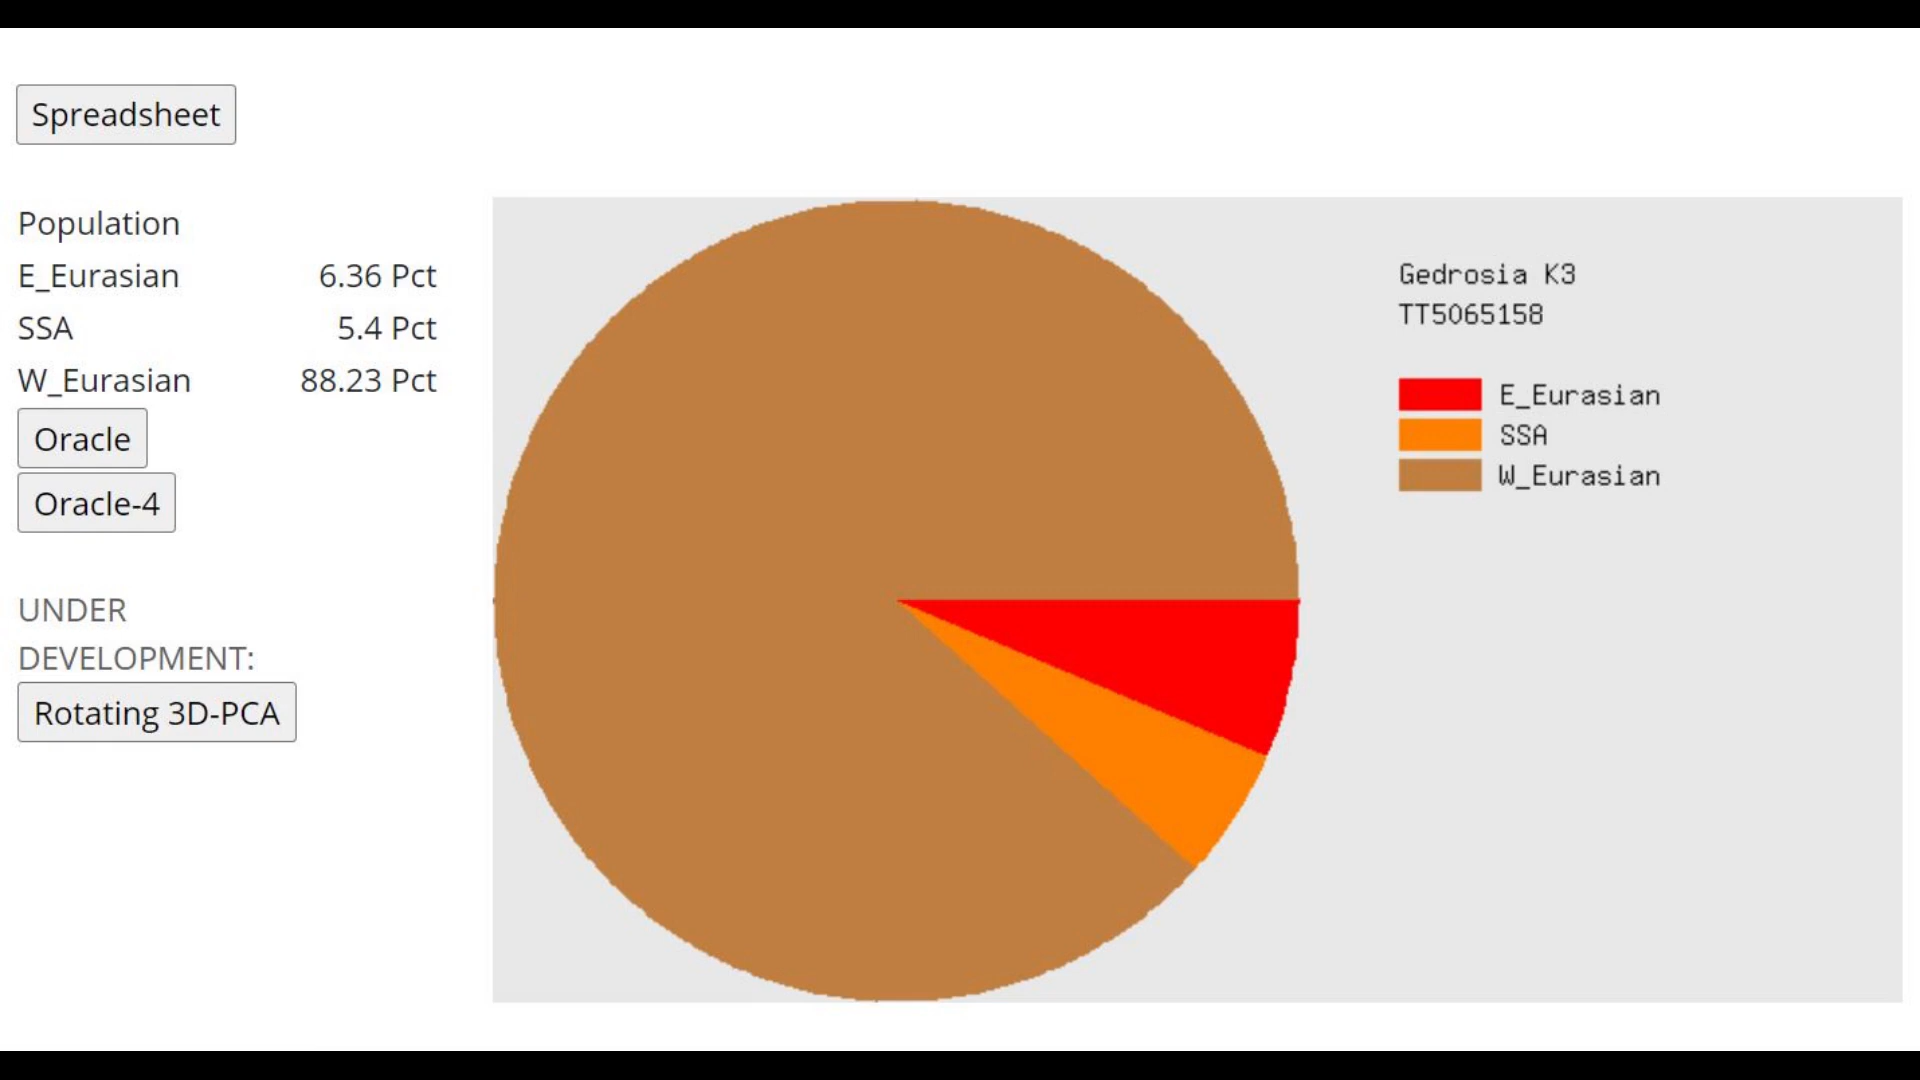 Spreadsheet
Population
E_Eurasian 6.36 Pct
SSA 5.4 Pct
W_Eurasian 88.23 Pct
Oracle
Oracle-4
UNDER
DEVELOPMENT:
Rotating 3D-PCA
Gedrosia K3
TT5065158
E_Eurasian
SSA
W_Eurasian